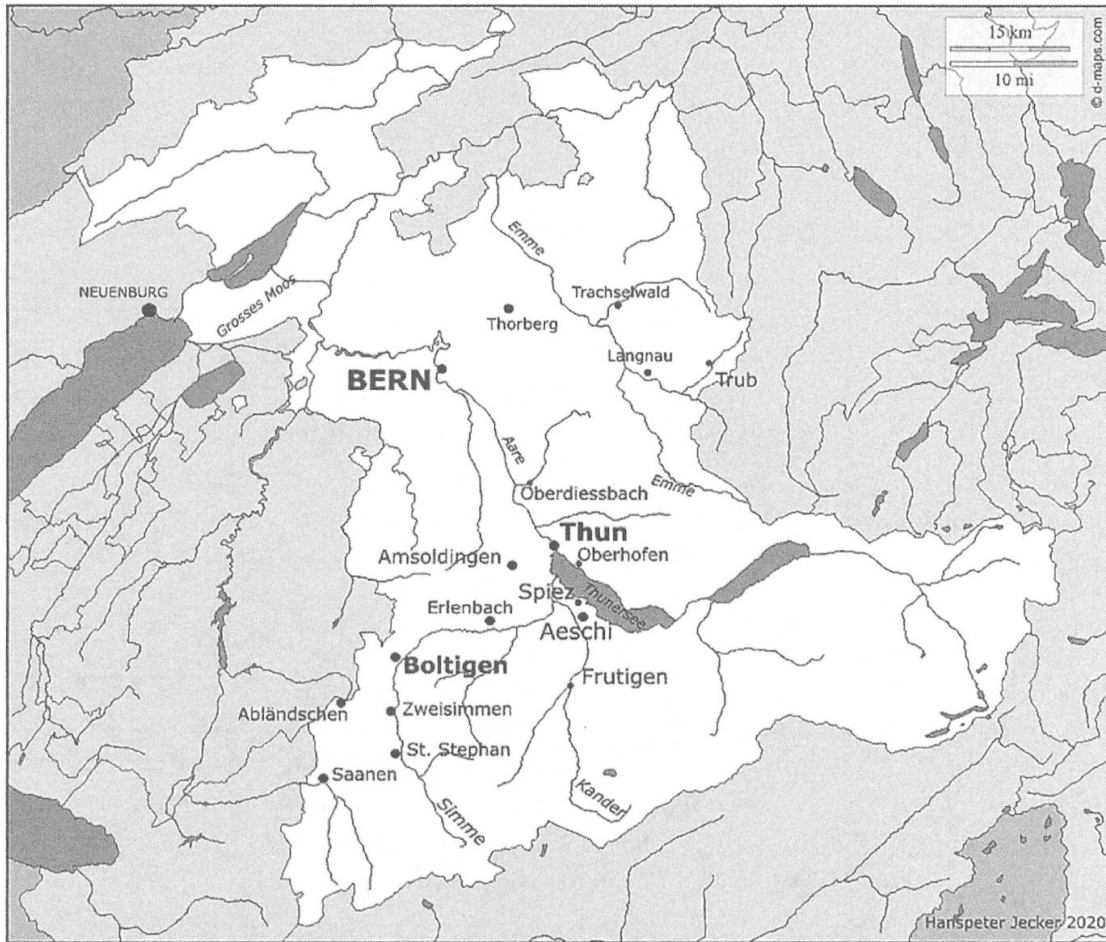 15 km
10 mi
© d-maps.com
Emme
NEUENBURG
Grosses Moos
Trachselwald
Thorberg
Langnau
Trub
BERN
Aare
Oberdiessbach
Emme
Thun
Amsoldingen
Oberhofen
Spiez
Thunersee
Erlenbach
Aeschi
Boltigen
Frutigen
Abländschen
Zweisimmen
St. Stephan
Saanen
Simme
Kander
Hanspeter Jecker 2020